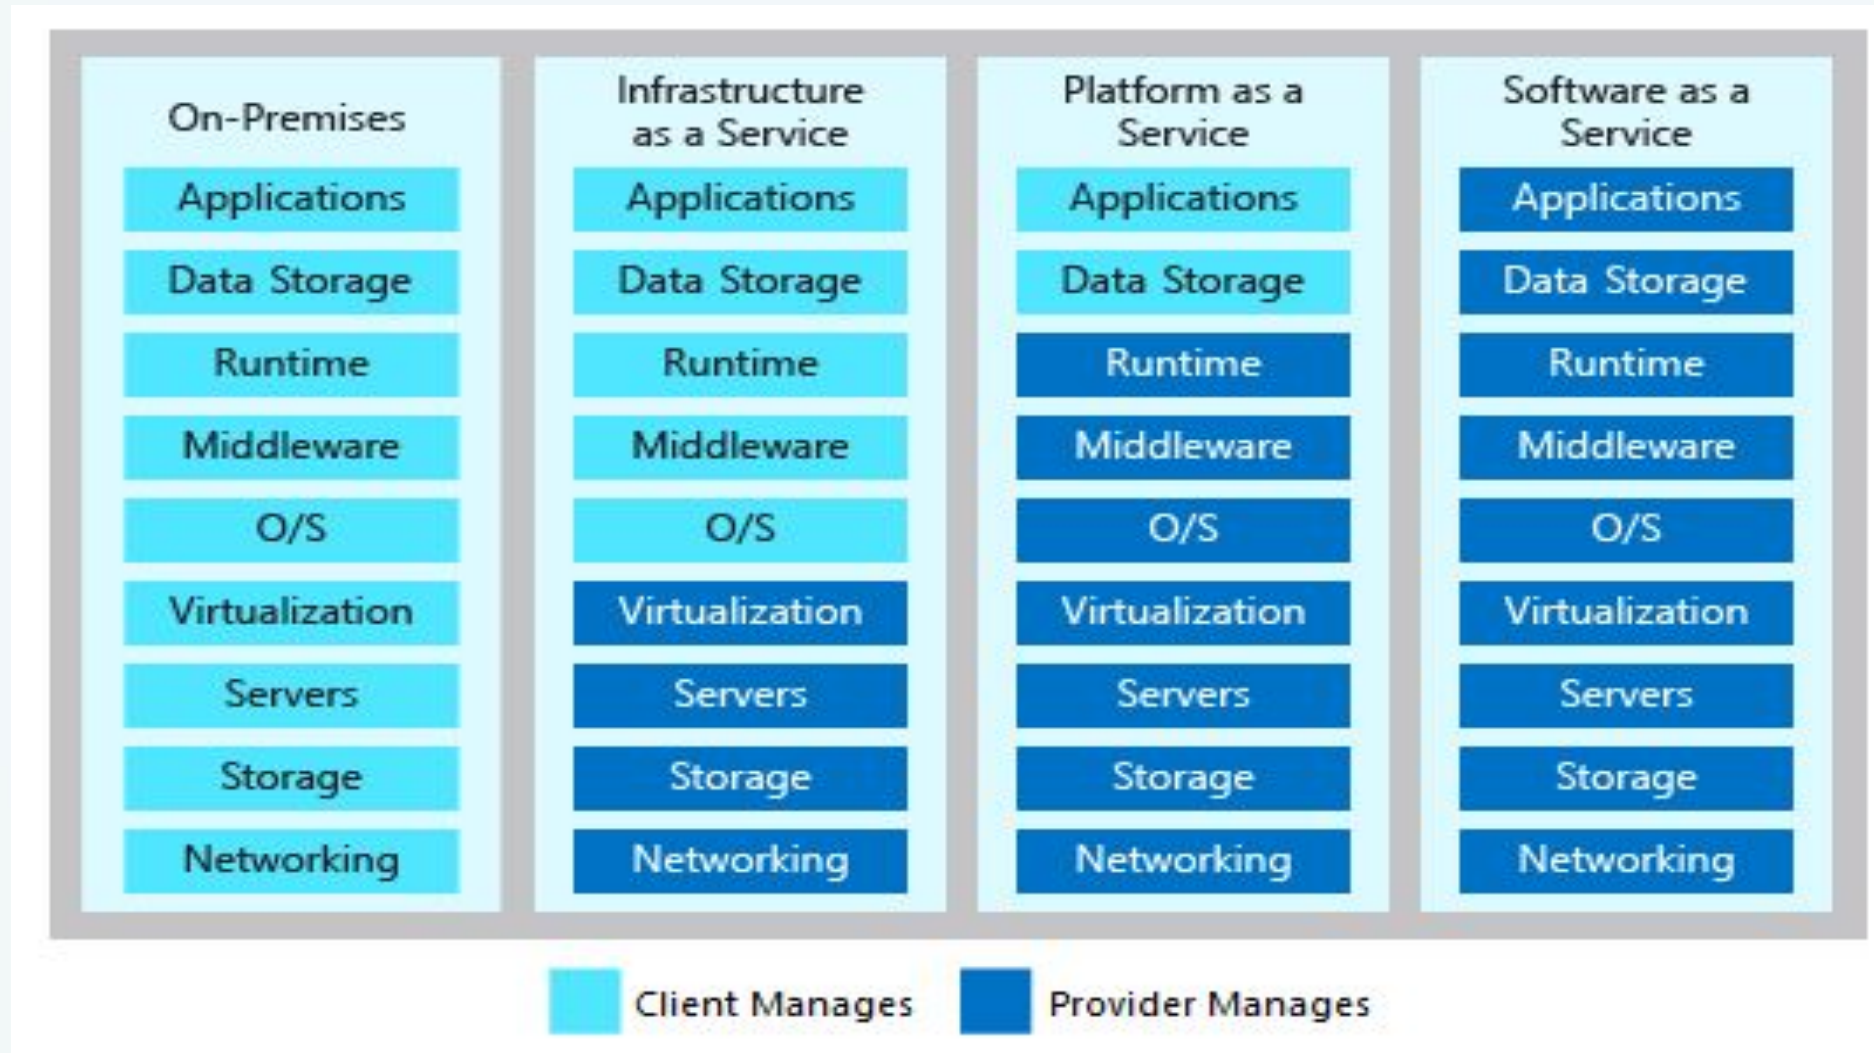 On-Premises
Applications
Data Storage
Runtime
Middleware
O/S
Virtualization
Servers
Storage
Networking
Infrastructure
as a Service
Applications
Data Storage
Runtime
Middleware
O/S
Virtualization
Servers
Storage
Networking
Platform as a
Service
Applications
Data Storage
Runtime
Middleware
O/S
Virtualization
Servers
Storage
Networking
Software as a
Service
Applications
Data Storage
Runtime
Middleware
O/S
Virtualization
Servers
Storage
Networking
Client Manages
Provider Manages